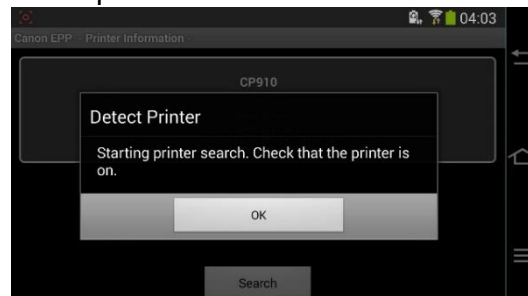 04:03
Canon EPP - Printer Information -
CP910
Detect Printer
Starting printer search. Check that the printer is
on.
OK
Search